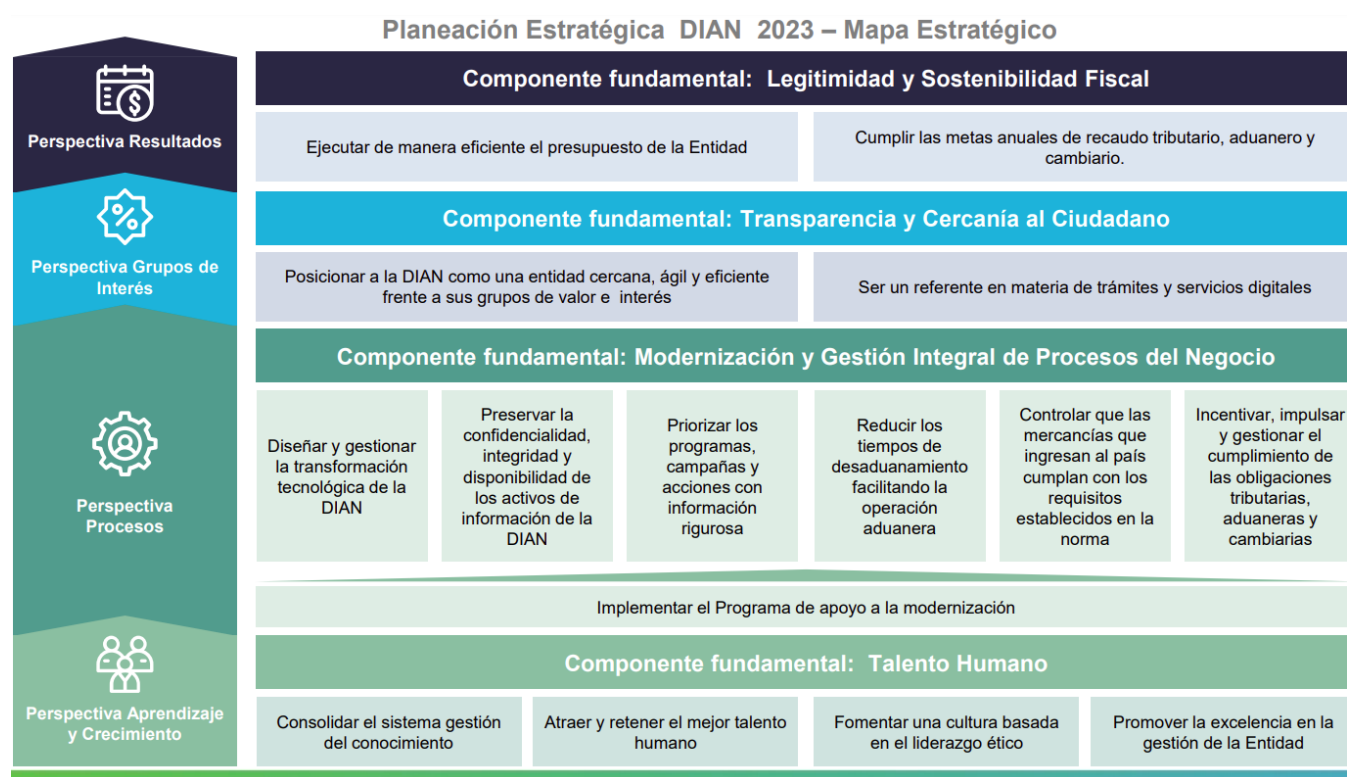 Planeación Estratégica DIAN 2023 – Mapa Estratégico
Perspectiva Resultados
Componente fundamental: Legitimidad y Sostenibilidad Fiscal
Ejecutar de manera eficiente el presupuesto de la Entidad
Cumplir las metas anuales de recaudo tributario, aduanero y
cambiario.
Perspectiva Grupos de
Interés
Componente fundamental: Transparencia y Cercanía al Ciudadano
Posicionar a la DIAN como una entidad cercana, ágil y eficiente
frente a sus grupos de valor e interés
Ser un referente en materia de trámites y servicios digitales
Perspectiva
Procesos
Componente fundamental: Modernización y Gestión Integral de Procesos del Negocio
Diseñar y gestionar
la transformación
tecnológica de la
DIAN
Preservar la
confidencialidad,
integridad y
disponibilidad de
los activos de
información de la
DIAN
Priorizar los
programas,
campañas y
acciones con
información
rigurosa
Reducir los
tiempos de
desaduanamiento
facilitando la
operación
aduanera
Controlar que las
mercancías que
ingresan al país
cumplan con los
requisitos
establecidos en la
norma
Incentivar, impulsar
y gestionar el
cumplimiento de
las obligaciones
tributarias,
aduaneras y
cambiarias
Implementar el Programa de apoyo a la modernización
Perspectiva Aprendizaje
y Crecimiento
Componente fundamental: Talento Humano
Consolidar el sistema gestión
del conocimiento
Atraer y retener el mejor talento
humano
Fomentar una cultura basada
en el liderazgo ético
Promover la excelencia en la
gestión de la Entidad